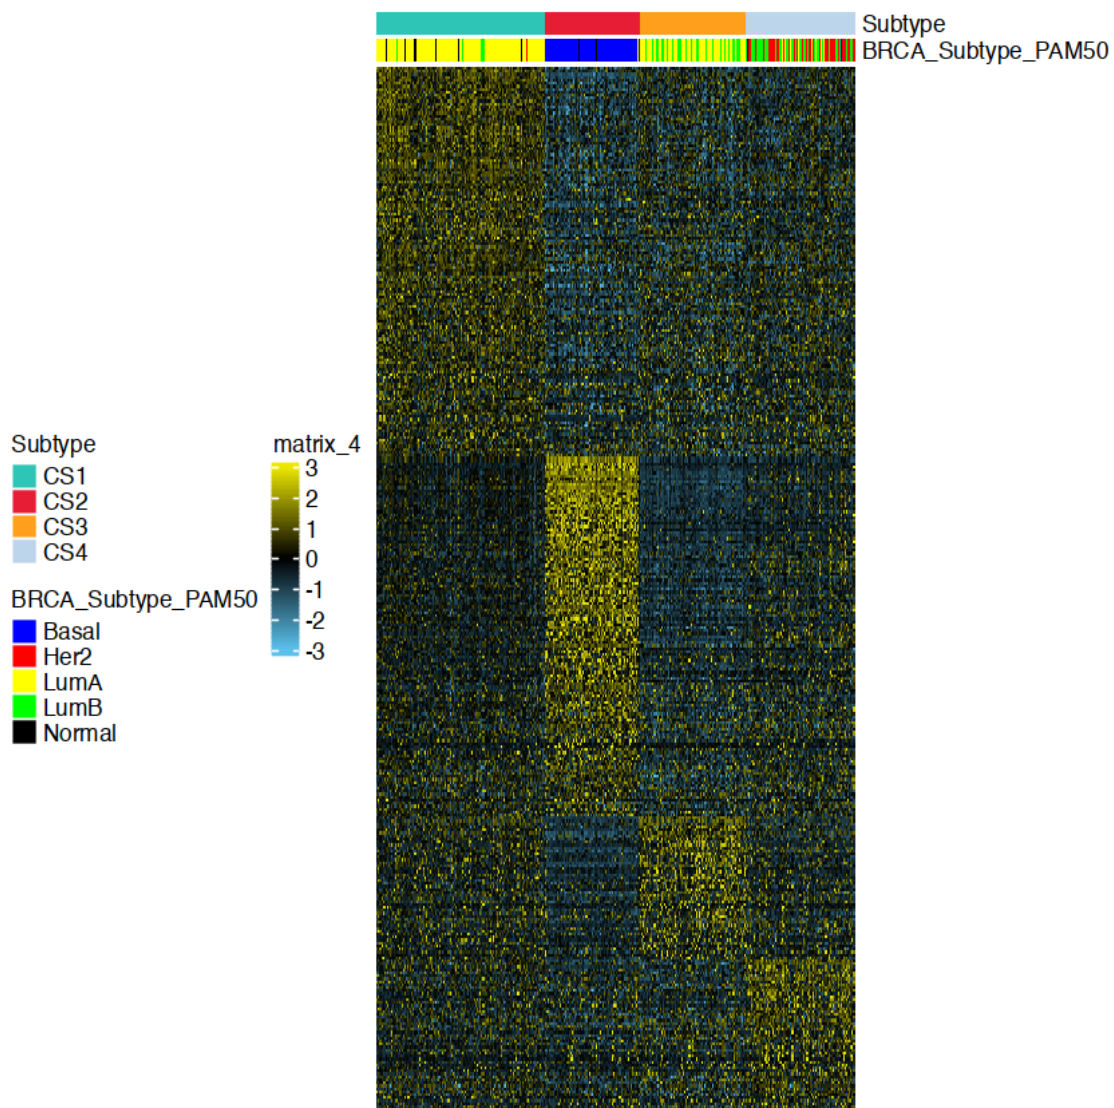 Subtype
BRCA_Subtype_PAM50
Subtype
CS1
CS2
CS3
CS4
BRCA_Subtype_PAM50
Basal
Her2
LumA
LumB
Normal
matrix_4
3
2
1
0
-1
-2
-3